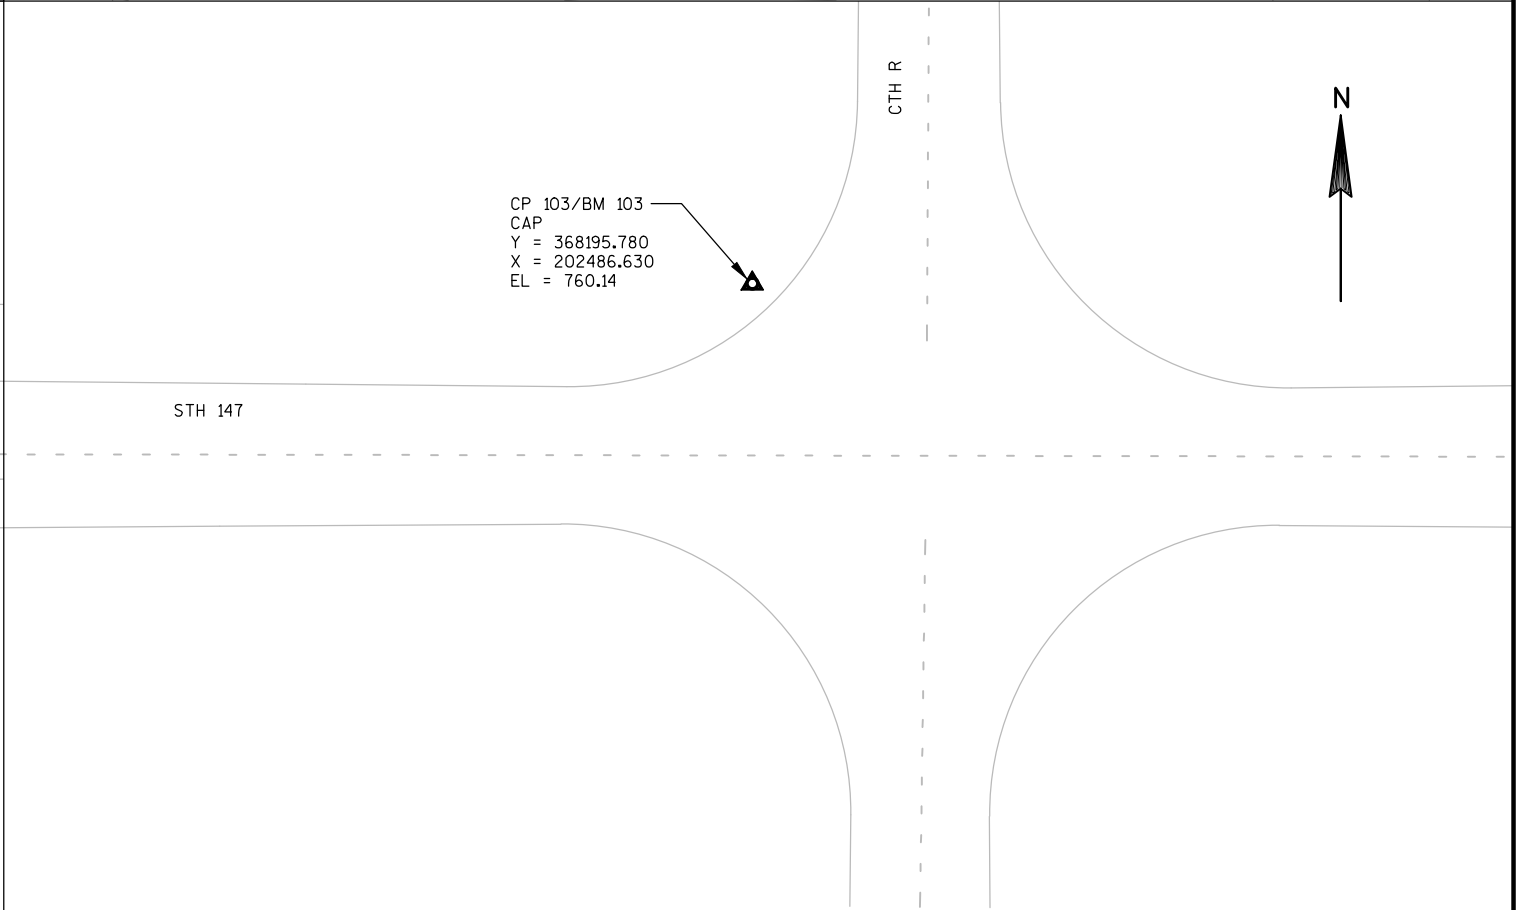 CTH R
N
CP 103/BM 103
CAP
Y = 368195.780
X = 202486.630
EL = 760.14
STH 147